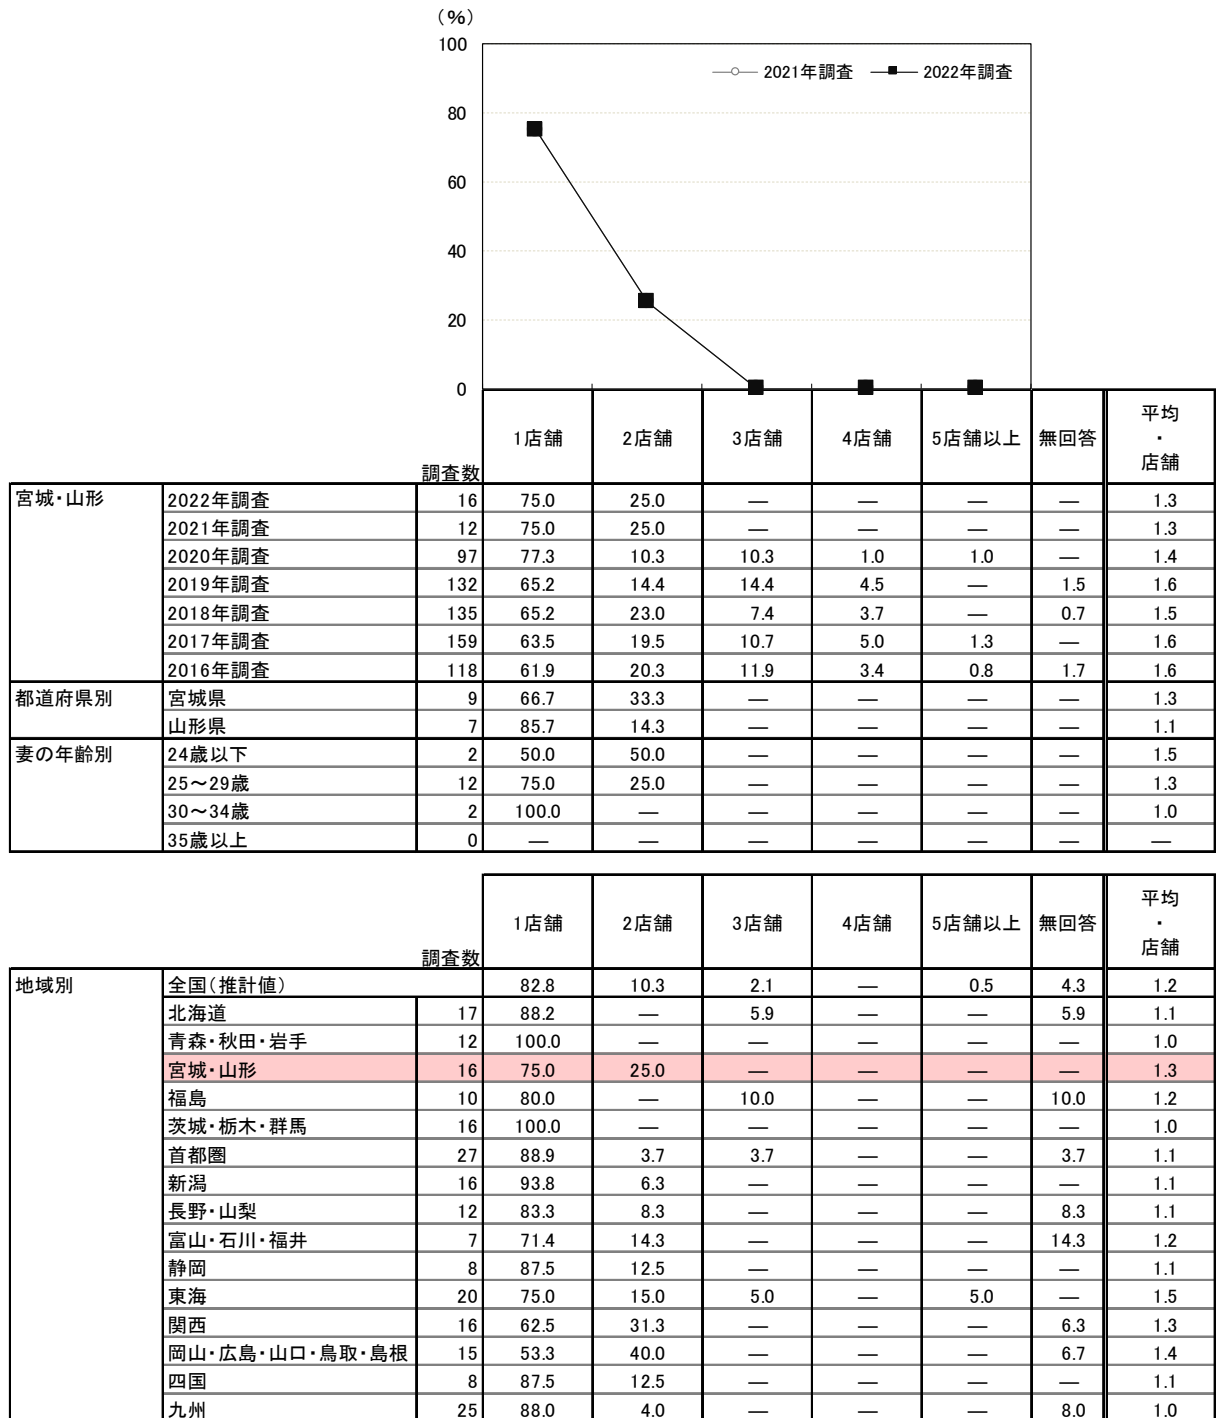 (%)
100
2021年調査 2022年調査
80
60
40
20
0
調査数 1店舗 2店舗 3店舗 4店舗 5店舗以上 無回答 平均・店舗
宮城・山形 2022年調査 16 75.0 25.0 — — — — 1.3
2021年調査 12 75.0 25.0 — — — — 1.3
2020年調査 97 77.3 10.3 10.3 1.0 1.0 — 1.4
2019年調査 132 65.2 14.4 14.4 4.5 — 1.5 1.6
2018年調査 135 65.2 23.0 7.4 3.7 — 0.7 1.5
2017年調査 159 63.5 19.5 10.7 5.0 1.3 — 1.6
2016年調査 118 61.9 20.3 11.9 3.4 0.8 1.7 1.6
都道府県別 宮城県 9 66.7 33.3 — — — — 1.3
山形県 7 85.7 14.3 — — — — 1.1
妻の年齢別 24歳以下 2 50.0 50.0 — — — — 1.5
25～29歳 12 75.0 25.0 — — — — 1.3
30～34歳 2 100.0 — — — — — 1.0
35歳以上 0 — — — — — — —
調査数 1店舗 2店舗 3店舗 4店舗 5店舗以上 無回答 平均・店舗
地域別 全国(推計値) 82.8 10.3 2.1 — 0.5 4.3 1.2
北海道 17 88.2 — 5.9 — — 5.9 1.1
青森・秋田・岩手 12 100.0 — — — — — 1.0
宮城・山形 16 75.0 25.0 — — — — 1.3
福島 10 80.0 — 10.0 — — 10.0 1.2
茨城・栃木・群馬 16 100.0 — — — — — 1.0
首都圏 27 88.9 3.7 3.7 — — 3.7 1.1
新潟 16 93.8 6.3 — — — — 1.1
長野・山梨 12 83.3 8.3 — — — 8.3 1.1
富山・石川・福井 7 71.4 14.3 — — — 14.3 1.2
静岡 8 87.5 12.5 — — — — 1.1
東海 20 75.0 15.0 5.0 — 5.0 — 1.5
関西 16 62.5 31.3 — — — 6.3 1.3
岡山・広島・山口・鳥取・島根 15 53.3 40.0 — — — 6.7 1.4
四国 8 87.5 12.5 — — — — 1.1
九州 25 88.0 4.0 — — — 8.0 1.0